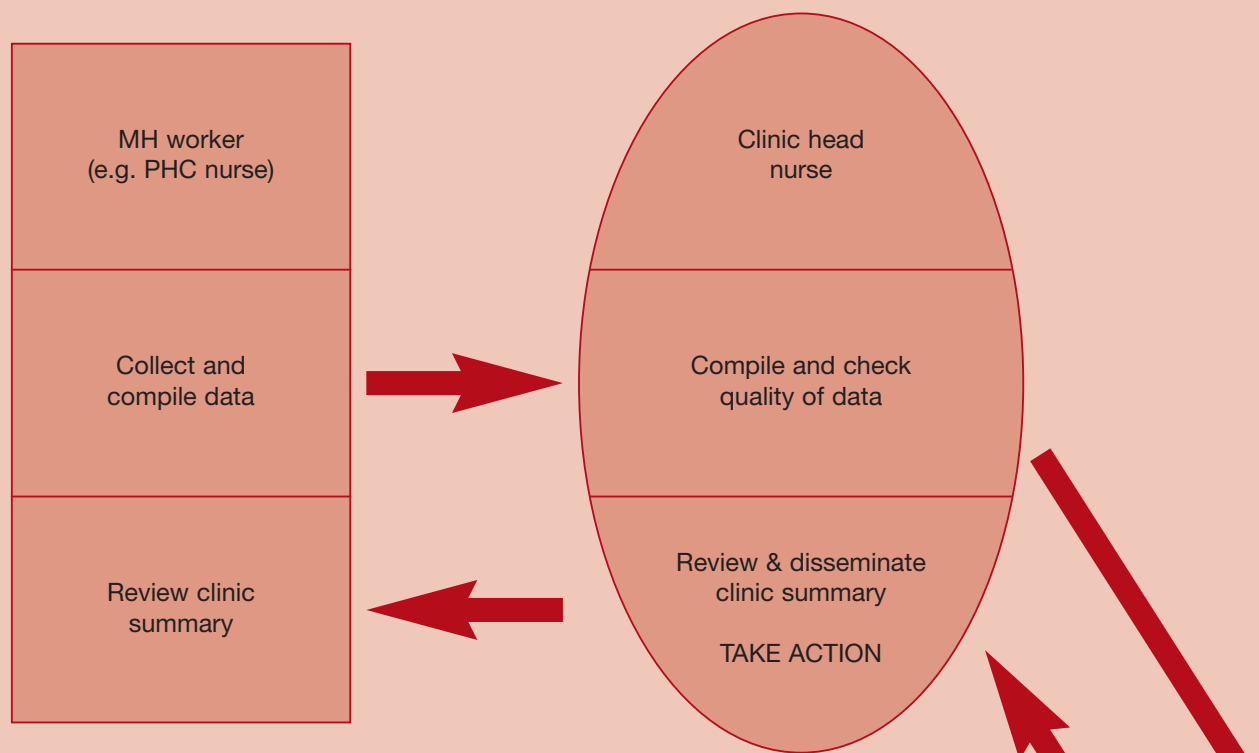 MH worker
(e.g. PHC nurse)
Collect and
compile data
Review clinic
summary
Clinic head
nurse
Compile and check
quality of data
Review & disseminate
clinic summary
TAKE ACTION